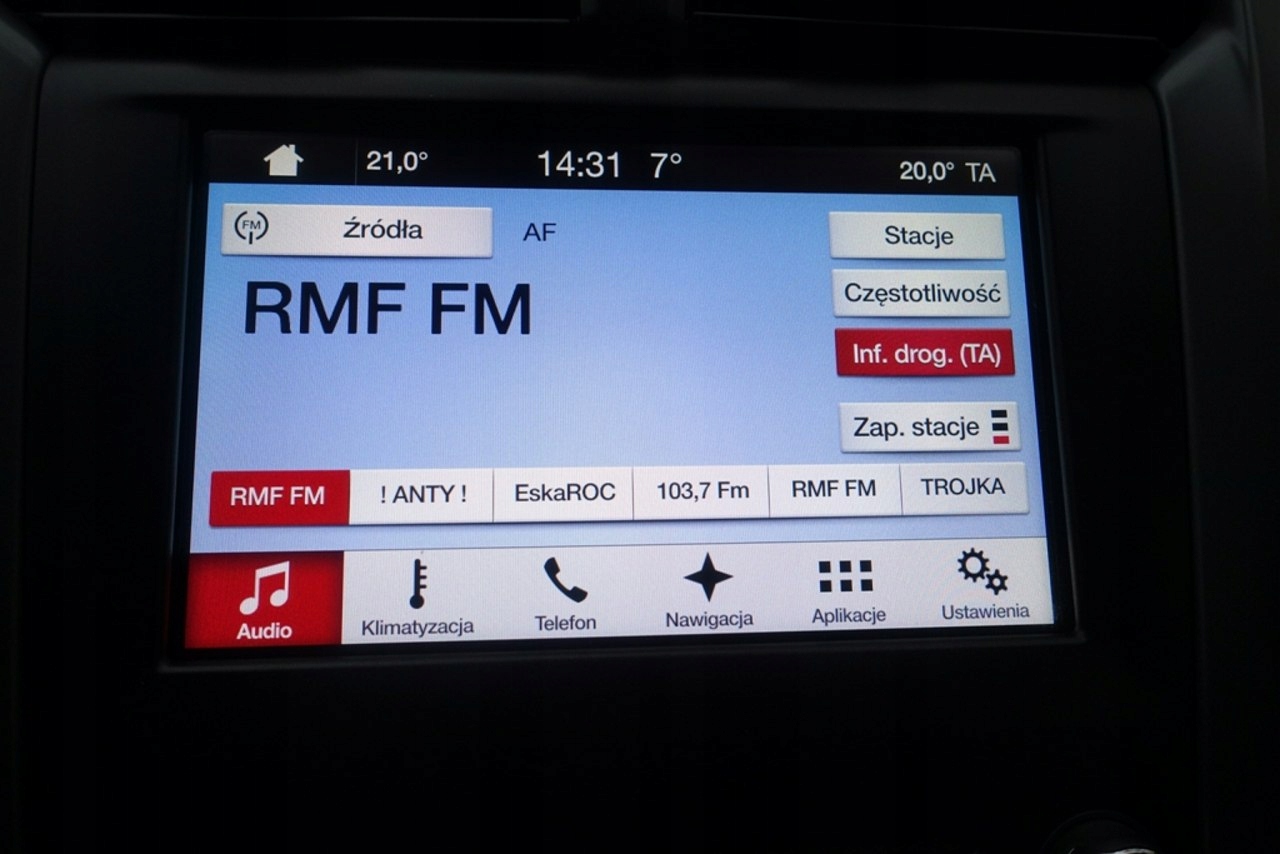 21,0° 14:31 7° 20,0° TA
FM Źródła AF Stacje
RMF FM
Częstotliwość
Inf. drog. (TA)
Zap. stacje
RMF FM ! ANTY ! EskaROC 103,7 Fm RMF FM TROJKA
Audio Klimatyzacja Telefon Nawigacja Aplikacje Ustawienia